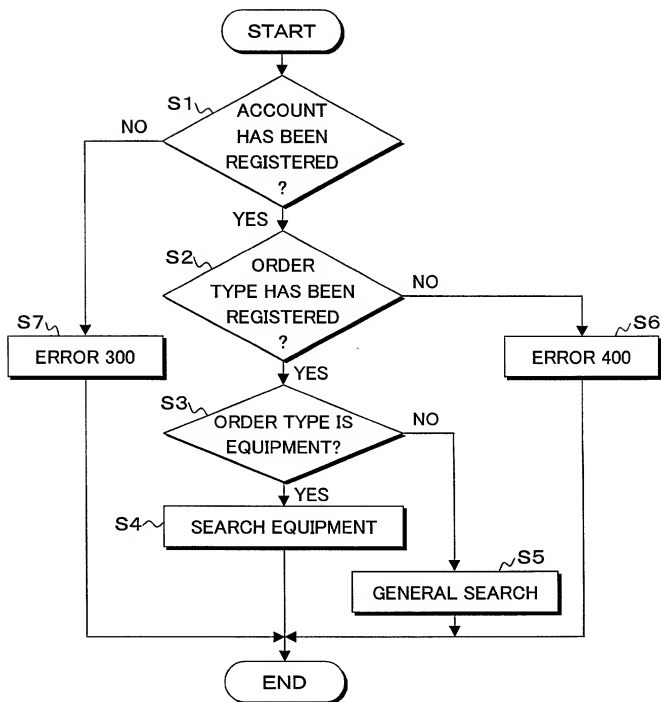 START
S1
ACCOUNT
HAS BEEN
REGISTERED
?
NO
YES
S2
ORDER
TYPE HAS BEEN
REGISTERED
?
NO
S7
ERROR 300
S6
ERROR 400
YES
S3
ORDER TYPE IS
EQUIPMENT?
NO
YES
S4
SEARCH EQUIPMENT
S5
GENERAL SEARCH
END